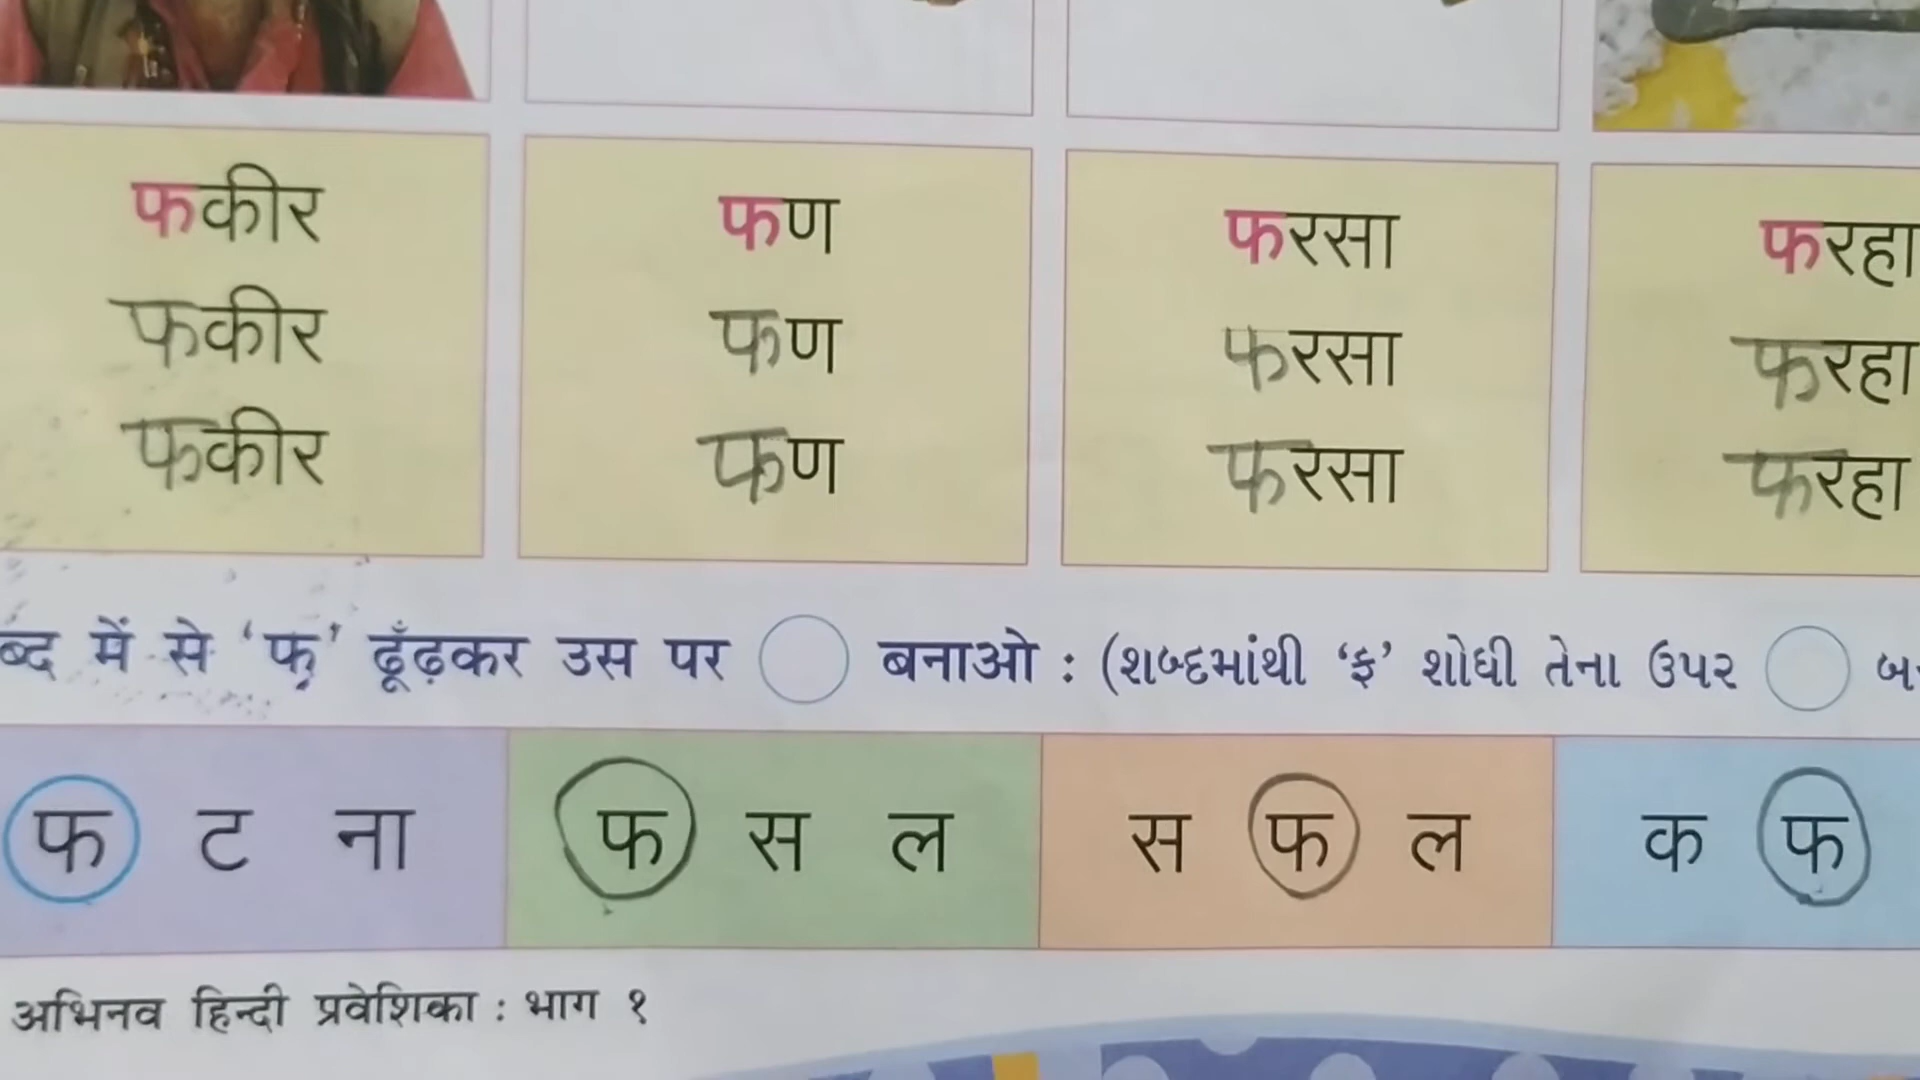 फकीर फण फरसा फरहा
फकीर फण फरसा फरहा
फकीर फण फरसा फरहा
ब्द में से ‘फ’ ढूँढ़कर उस पर बनाओ : (શબ્દમાંથી ‘ફ’ શોધી તેના ઉપર બ
फ ट ना फ स ल स फ ल क फ
अभिनव हिन्दी प्रवेशिका : भाग १